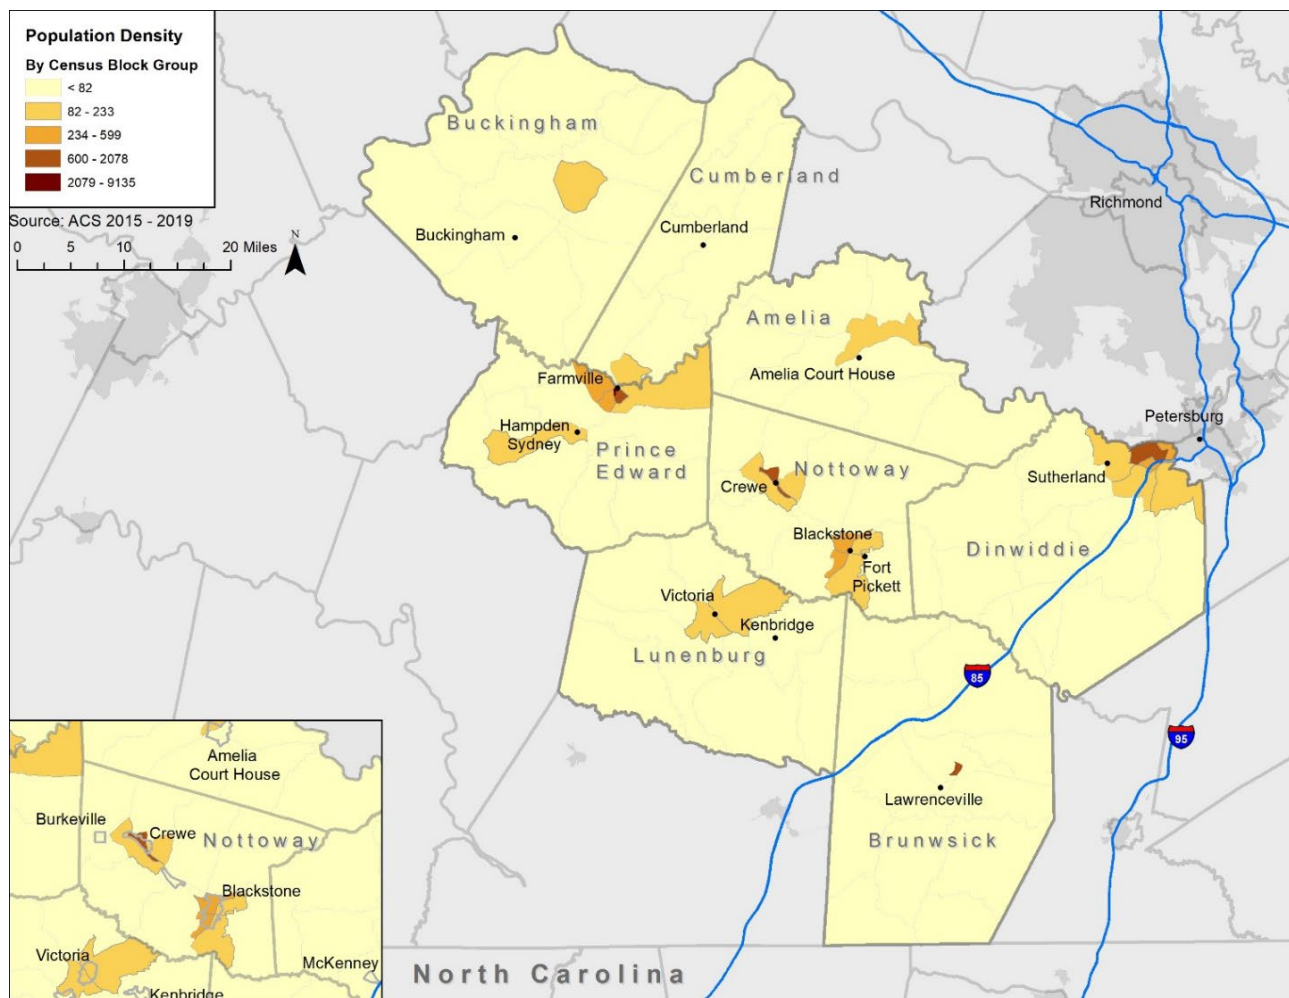 Population Density
By Census Block Group
< 82
82 - 233
234 - 599
600 - 2078
2079 - 9135
Source: ACS 2015 - 2019
0 5 10 20 Miles
N
Buckingham
Cumberland
Richmond
Buckingham
Cumberland
Amelia
Amelia Court House
Farmville
Petersburg
Hampden
Sydney
Prince
Edward
Nottoway
Sutherland
Crewe
Blackstone
Dinwiddie
Fort
Pickett
Victoria
Kenbridge
Lunenburg
85
95
Lawrenceville
Brunwsick
Amelia
Court House
Burkeville
Crewe
Nottoway
Blackstone
Victoria
McKenney
Kenbridge
North Carolina